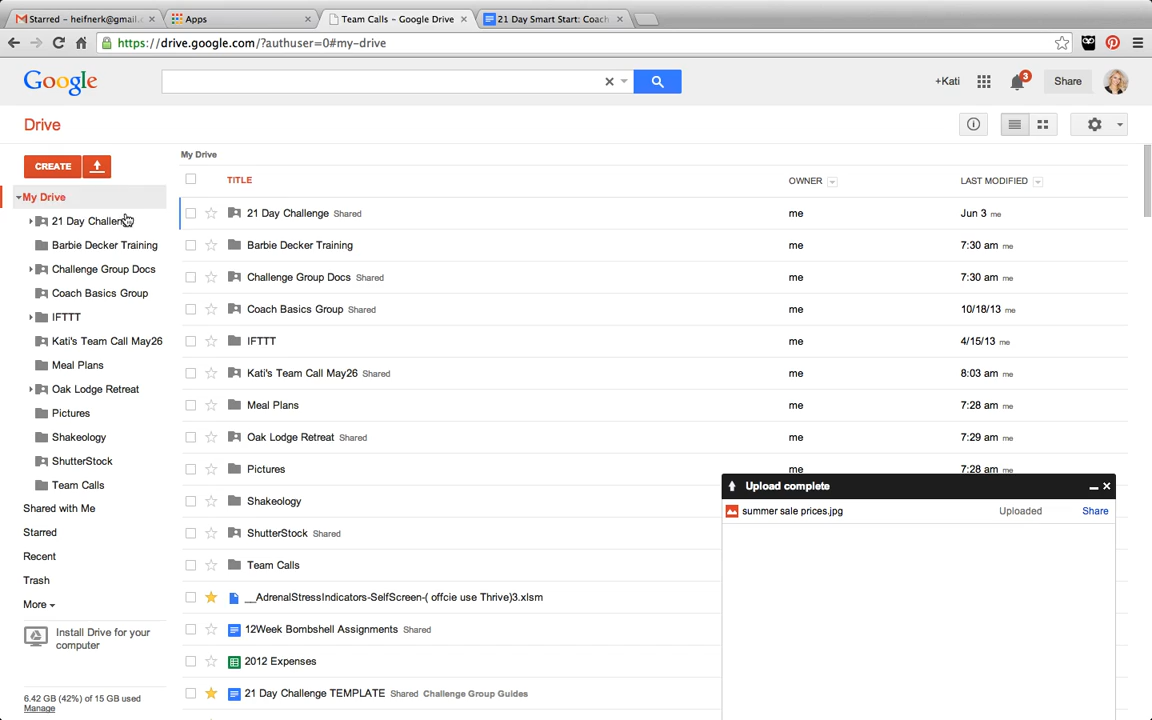 Starred – heifnerk@gmail.c
Apps
Team Calls – Google Drive
21 Day Smart Start: Coach
https://drive.google.com/?authuser=0#my-drive
Google
+Kati
3
Share
Drive
CREATE
My Drive
My Drive
21 Day Challenge
Barbie Decker Training
Challenge Group Docs
Coach Basics Group
IFTTT
Kati's Team Call May26
Meal Plans
Oak Lodge Retreat
Pictures
Shakeology
ShutterStock
Team Calls
Shared with Me
Starred
Recent
Trash
More
Install Drive for your
computer
6.42 GB (42%) of 15 GB used
Manage
TITLE OWNER LAST MODIFIED
21 Day Challenge Shared me Jun 3 me
Barbie Decker Training me 7:30 am me
Challenge Group Docs Shared me 7:30 am me
Coach Basics Group Shared me 10/18/13 me
IFTTT me 4/15/13 me
Kati's Team Call May26 Shared me 8:03 am me
Meal Plans me 7:28 am me
Oak Lodge Retreat Shared me 7:29 am me
Pictures me 7:28 am me
Shakeology
ShutterStock Shared
Team Calls
__AdrenalStressIndicators-SelfScreen-( offcie use Thrive)3.xlsm
12Week Bombshell Assignments Shared
2012 Expenses
21 Day Challenge TEMPLATE Shared Challenge Group Guides
Upload complete
summer sale prices.jpg Uploaded Share